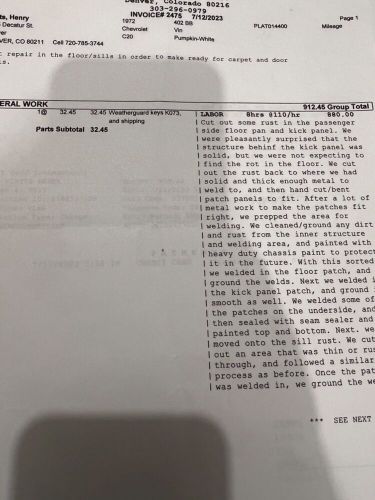 Denver, Colorado 80216
303-296-0979
INVOICE# 2475 7/12/2023
Page 1
Henry
Decatur St.
CO 80211 Cell 720-785-3744
1972 402 BB PLAT014400 Mileage
Chevrolet Vin
C20 Pumpkin-White
repair in the floor/sills in order to make ready for carpet and door
ERAL WORK 912.45 Group Total
1@ 32.45 32.45 Weatherguard keys K073,
and shipping
Parts Subtotal 32.45
LABOR 8hrs @110/hr 880.00
Cut out some rust in the passenger
side floor pan and kick panel. We
were pleasantly surprised that the
structure behinf the kick panel was
solid, but we were not expecting to
find the rot in the floor. We cut
out the rust back to where we had
solid and thick enough metal to
weld to, and then hand cut/bent
patch panels to fit. After a lot of
metal work to make the patches fit
right, we prepped the area for
welding. We cleaned/ground any dirt
and rust from the inner structure
and welding area, and painted with
heavy duty chassis paint to protect
it in the future. With this sorted
we welded in the floor patch, and
ground the welds. Next we welded i
the kick panel patch, and ground
smooth as well. We welded some of
the patches on the underside, and
then sealed with seam sealer and
painted top and bottom. Next. we
moved onto the sill rust. We cut
out an area that was thin or rus
through, and followed a similar
process as before. Once the pat
was welded in, we ground the we
*** SEE NEXT